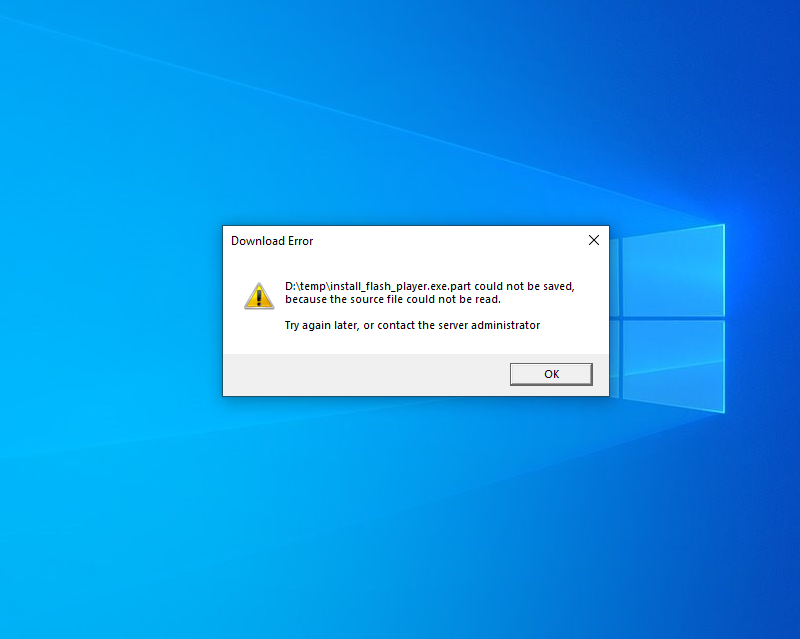 Download Error
D:\temp\install_flash_player.exe.part could not be saved,
because the source file could not be read.
Try again later, or contact the server administrator
OK